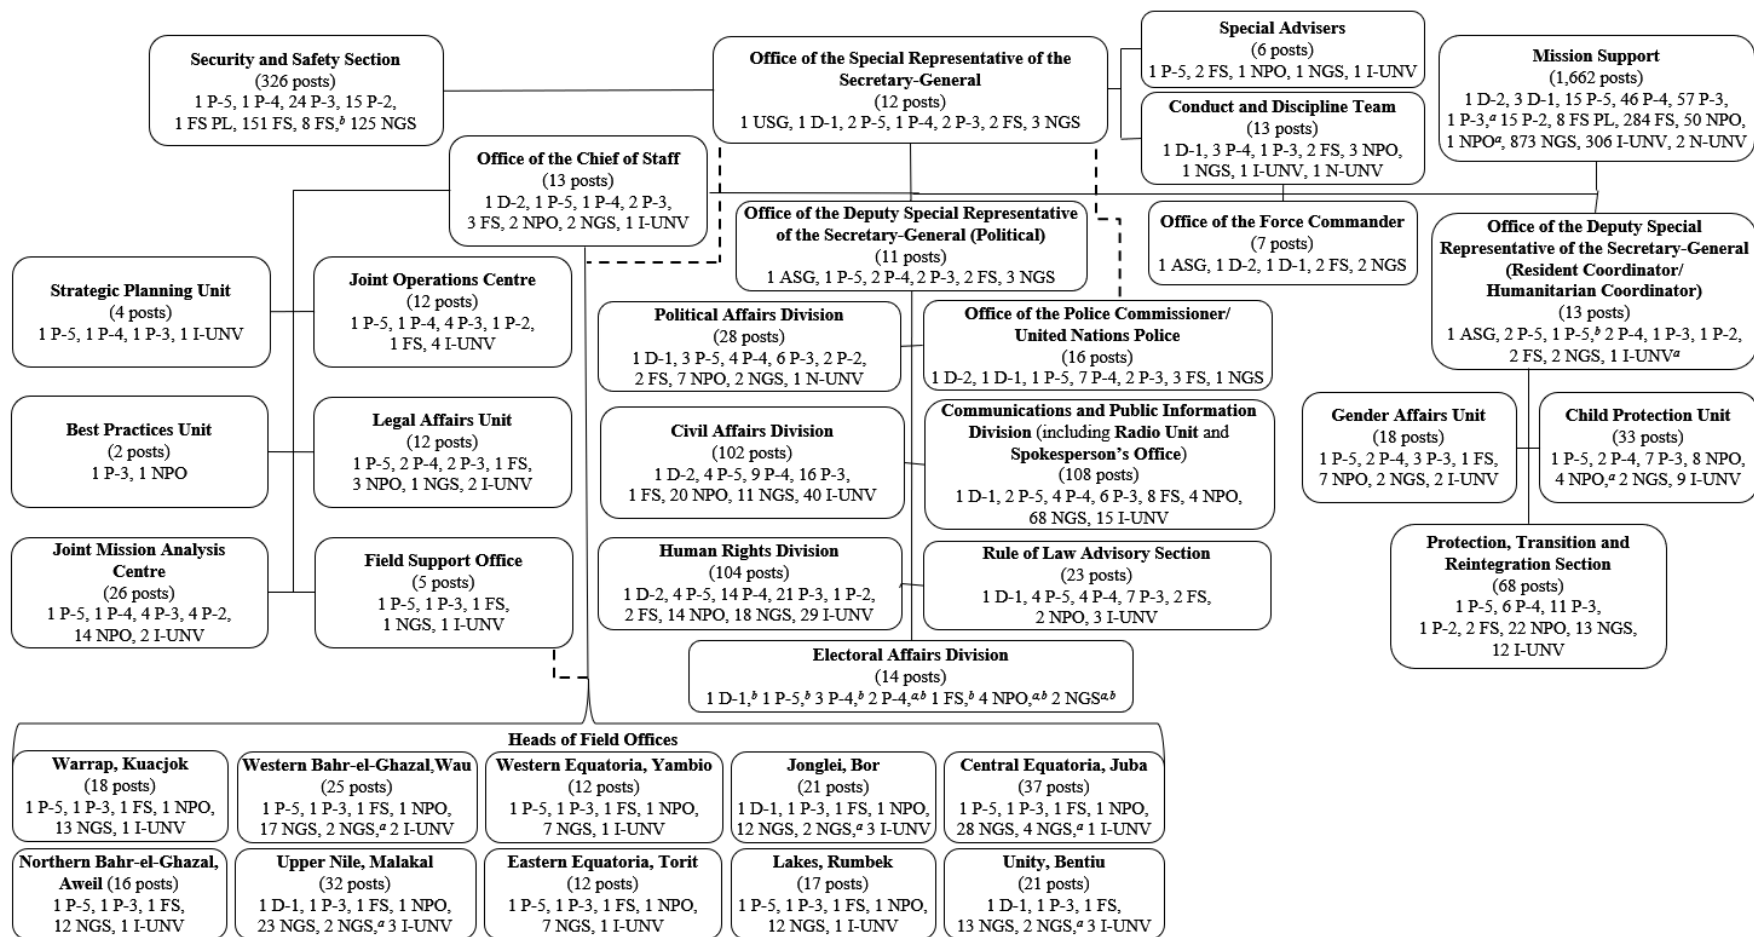 Security and Safety Section
(326 posts)
1 P-5, 1 P-4, 24 P-3, 15 P-2,
1 FS PL, 151 FS, 8 FS,ᵇ 125 NGS
Office of the Special Representative of the
Secretary-General
(12 posts)
1 USG, 1 D-1, 2 P-5, 1 P-4, 2 P-3, 2 FS, 3 NGS
Special Advisers
(6 posts)
1 P-5, 2 FS, 1 NPO, 1 NGS, 1 I-UNV
Conduct and Discipline Team
(13 posts)
1 D-1, 3 P-4, 1 P-3, 2 FS, 3 NPO,
1 NGS, 1 I-UNV, 1 N-UNV
Mission Support
(1,662 posts)
1 D-2, 3 D-1, 15 P-5, 46 P-4, 57 P-3,
1 P-3,ᵃ 15 P-2, 8 FS PL, 284 FS, 50 NPO,
1 NPOᵃ, 873 NGS, 306 I-UNV, 2 N-UNV
Office of the Chief of Staff
(13 posts)
1 D-2, 1 P-5, 1 P-4, 2 P-3,
3 FS, 2 NPO, 2 NGS, 1 I-UNV
Office of the Deputy Special Representative
of the Secretary-General (Political)
(11 posts)
1 ASG, 1 P-5, 2 P-4, 2 P-3, 2 FS, 3 NGS
Office of the Force Commander
(7 posts)
1 ASG, 1 D-2, 1 D-1, 2 FS, 2 NGS
Office of the Deputy Special
Representative of the Secretary-General
(Resident Coordinator/
Humanitarian Coordinator)
(13 posts)
1 ASG, 2 P-5, 1 P-5,ᵇ 2 P-4, 1 P-3, 1 P-2,
2 FS, 2 NGS, 1 I-UNVᵃ
Strategic Planning Unit
(4 posts)
1 P-5, 1 P-4, 1 P-3, 1 I-UNV
Joint Operations Centre
(12 posts)
1 P-5, 1 P-4, 4 P-3, 1 P-2,
1 FS, 4 I-UNV
Political Affairs Division
(28 posts)
1 D-1, 3 P-5, 4 P-4, 6 P-3, 2 P-2,
2 FS, 7 NPO, 2 NGS, 1 N-UNV
Office of the Police Commissioner/
United Nations Police
(16 posts)
1 D-2, 1 D-1, 1 P-5, 7 P-4, 2 P-3, 3 FS, 1 NGS
Best Practices Unit
(2 posts)
1 P-3, 1 NPO
Legal Affairs Unit
(12 posts)
1 P-5, 2 P-4, 2 P-3, 1 FS,
3 NPO, 1 NGS, 2 I-UNV
Civil Affairs Division
(102 posts)
1 D-2, 4 P-5, 9 P-4, 16 P-3,
1 FS, 20 NPO, 11 NGS, 40 I-UNV
Communications and Public Information
Division (including Radio Unit and
Spokesperson's Office)
(108 posts)
1 D-1, 2 P-5, 4 P-4, 6 P-3, 8 FS, 4 NPO,
68 NGS, 15 I-UNV
Gender Affairs Unit
(18 posts)
1 P-5, 2 P-4, 3 P-3, 1 FS,
7 NPO, 2 NGS, 2 I-UNV
Child Protection Unit
(33 posts)
1 P-5, 2 P-4, 7 P-3, 8 NPO,
4 NPO,ᵃ 2 NGS, 9 I-UNV
Joint Mission Analysis
Centre
(26 posts)
1 P-5, 1 P-4, 4 P-3, 4 P-2,
14 NPO, 2 I-UNV
Field Support Office
(5 posts)
1 P-5, 1 P-3, 1 FS,
1 NGS, 1 I-UNV
Human Rights Division
(104 posts)
1 D-2, 4 P-5, 14 P-4, 21 P-3, 1 P-2,
2 FS, 14 NPO, 18 NGS, 29 I-UNV
Rule of Law Advisory Section
(23 posts)
1 D-1, 4 P-5, 4 P-4, 7 P-3, 2 FS,
2 NPO, 3 I-UNV
Protection, Transition and
Reintegration Section
(68 posts)
1 P-5, 6 P-4, 11 P-3,
1 P-2, 2 FS, 22 NPO, 13 NGS,
12 I-UNV
Electoral Affairs Division
(14 posts)
1 D-1,ᵇ 1 P-5,ᵇ 3 P-4,ᵇ 2 P-4,ᵃ,ᵇ 1 FS,ᵇ 4 NPO,ᵃ,ᵇ 2 NGSᵃ,ᵇ
Heads of Field Offices
Warrap, Kuacjok
(18 posts)
1 P-5, 1 P-3, 1 FS, 1 NPO,
13 NGS, 1 I-UNV
Western Bahr-el-Ghazal,Wau
(25 posts)
1 P-5, 1 P-3, 1 FS, 1 NPO,
17 NGS, 2 NGS,ᵃ 2 I-UNV
Western Equatoria, Yambio
(12 posts)
1 P-5, 1 P-3, 1 FS, 1 NPO,
7 NGS, 1 I-UNV
Jonglei, Bor
(21 posts)
1 D-1, 1 P-3, 1 FS, 1 NPO,
12 NGS, 2 NGS,ᵃ 3 I-UNV
Central Equatoria, Juba
(37 posts)
1 P-5, 1 P-3, 1 FS, 1 NPO,
28 NGS, 4 NGS,ᵃ 1 I-UNV
Northern Bahr-el-Ghazal,
Aweil (16 posts)
1 P-5, 1 P-3, 1 FS,
12 NGS, 1 I-UNV
Upper Nile, Malakal
(32 posts)
1 D-1, 1 P-3, 1 FS, 1 NPO,
23 NGS, 2 NGS,ᵃ 3 I-UNV
Eastern Equatoria, Torit
(12 posts)
1 P-5, 1 P-3, 1 FS, 1 NPO,
7 NGS, 1 I-UNV
Lakes, Rumbek
(17 posts)
1 P-5, 1 P-3, 1 FS, 1 NPO,
12 NGS, 1 I-UNV
Unity, Bentiu
(21 posts)
1 D-1, 1 P-3, 1 FS,
13 NGS, 2 NGS,ᵃ 3 I-UNV